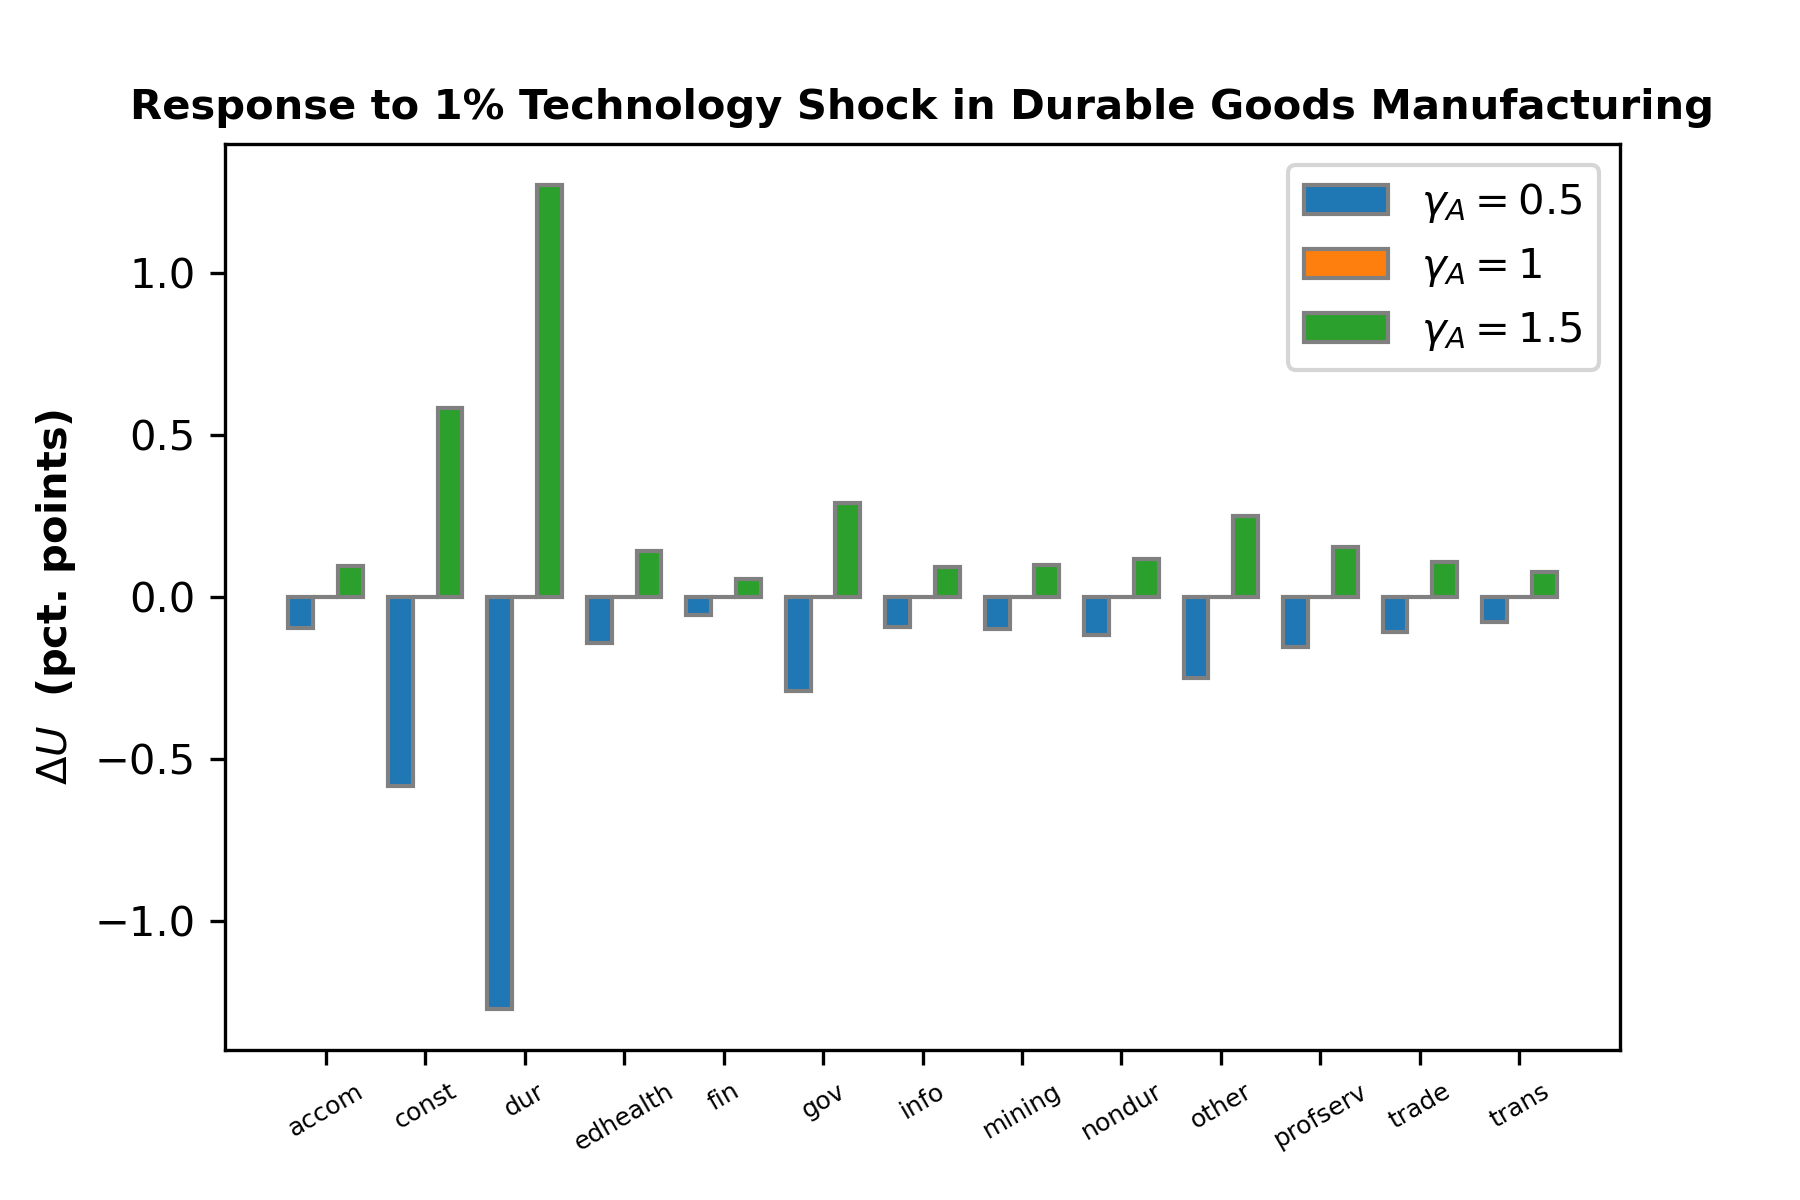 Response to 1% Technology Shock in Durable Goods Manufacturing
γA = 0.5
γA = 1
γA = 1.5
ΔU (pct. points)
1.0
0.5
0.0
−0.5
−1.0
accom const dur edhealth fin gov info mining nondur other profserv trade trans